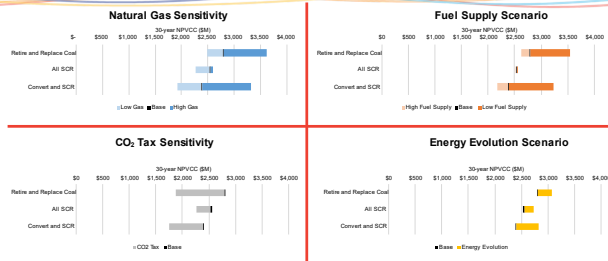 Natural Gas Sensitivity
30-year NPVCC ($M)
$- $500 $1,000 $1,500 $2,000 $2,500 $3,000 $3,500 $4,000
Retire and Replace Coal
All SCR
Convert and SCR
Low Gas Base High Gas
Fuel Supply Scenario
30-year NPVCC ($M)
$0 $500 $1,000 $1,500 $2,000 $2,500 $3,000 $3,500 $4,000
Retire and Replace Coal
All SCR
Convert and SCR
High Fuel Supply Base Low Fuel Supply
CO2 Tax Sensitivity
30-year NPVCC ($M)
$0 $500 $1,000 $1,500 $2,000 $2,500 $3,000 $3,500 $4,000
Retire and Replace Coal
All SCR
Convert and SCR
CO2 Tax Base
Energy Evolution Scenario
30-year NPVCC ($M)
$0 $500 $1,000 $1,500 $2,000 $2,500 $3,000 $3,500 $4,000
Retire and Replace Coal
All SCR
Convert and SCR
Base Energy Evolution